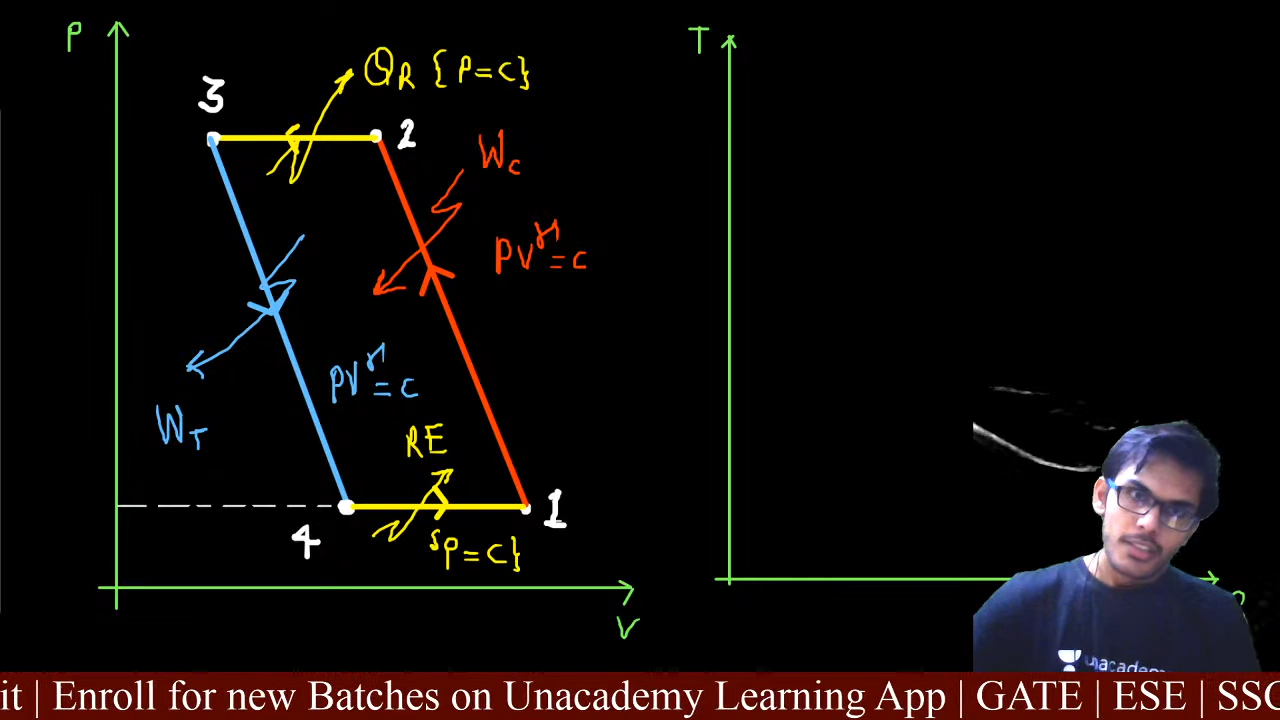 P
T
Q_R {P=C}
3
2
W_C
PV^γ=C
PV^γ=C
W_T
RE
1
4
{P=C}
V
unacadem
it | Enroll for new Batches on Unacademy Learning App | GATE | ESE | SSC